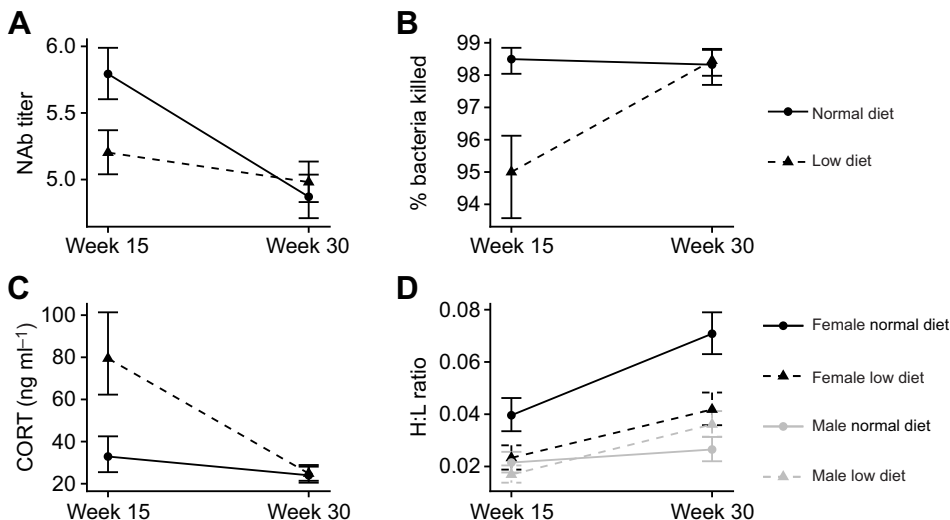 A
6.0
5.5
5.0
NAb titer
Week 15
Week 30
B
99
98
97
96
95
94
% bacteria killed
Week 15
Week 30
Normal diet
Low diet
C
100
80
60
40
20
CORT (ng ml⁻¹)
Week 15
Week 30
D
0.08
0.06
0.04
0.02
H:L ratio
Week 15
Week 30
Female normal diet
Female low diet
Male normal diet
Male low diet